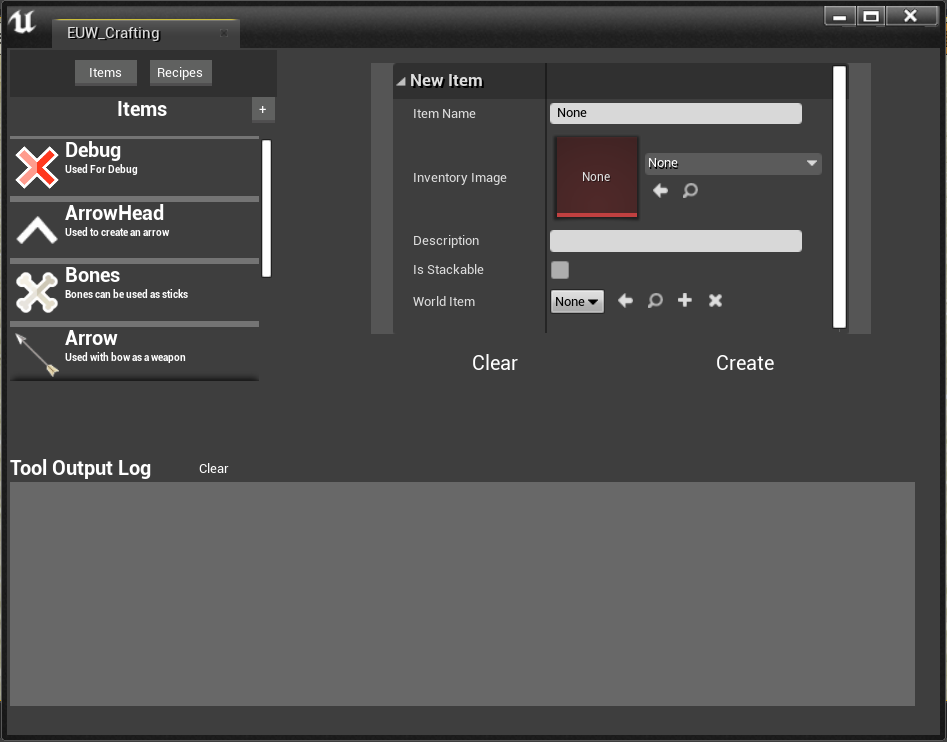 EUW_Crafting
Items
Recipes
Items
+
Debug
Used For Debug
ArrowHead
Used to create an arrow
Bones
Bones can be used as sticks
Arrow
Used with bow as a weapon
New Item
Item Name
None
Inventory Image
None
None
Description
Is Stackable
World Item
None
Clear
Create
Tool Output Log
Clear